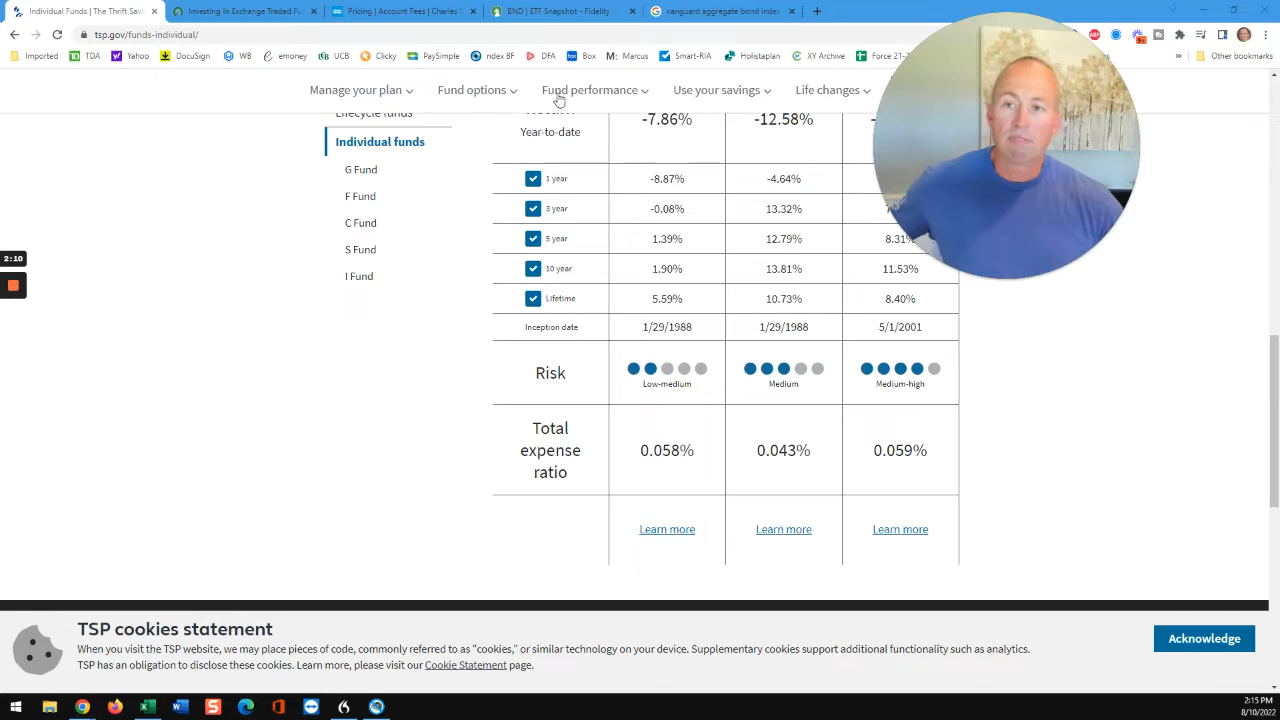 Individual Funds | The Thrift Savi
Investing In Exchange Traded Fu
Pricing | Account Fees | Charles S
BND | ETF Snapshot - Fidelity
vanguard aggregate bond index
tsp.gov/funds-individual/
Imported
TDA
Yahoo
DocuSign
WB
emoney
UCB
Clicky
PaySimple
Index BF
DFA
Box
Marcus
Smart-RIA
Holistaplan
XY Archive
Force 21-2
Other bookmarks
Manage your plan
Fund options
Fund performance
Use your savings
Life changes
Lifecycle funds
Individual funds
G Fund
F Fund
C Fund
S Fund
I Fund
Year-to-date
-7.86%
-12.58%
1 year
-8.87%
-4.64%
3 year
-0.08%
13.32%
5 year
1.39%
12.79%
8.31%
10 year
1.90%
13.81%
11.53%
Lifetime
5.59%
10.73%
8.40%
Inception date
1/29/1988
1/29/1988
5/1/2001
Risk
Low-medium
Medium
Medium-high
Total
expense
ratio
0.058%
0.043%
0.059%
Learn more
Learn more
Learn more
2:10
TSP cookies statement
When you visit the TSP website, we may place pieces of code, commonly referred to as "cookies," or similar technology on your device. Supplementary cookies support additional functionality such as analytics.
TSP has an obligation to disclose these cookies. Learn more, please visit our Cookie Statement page.
Acknowledge
2:15 PM
8/10/2022